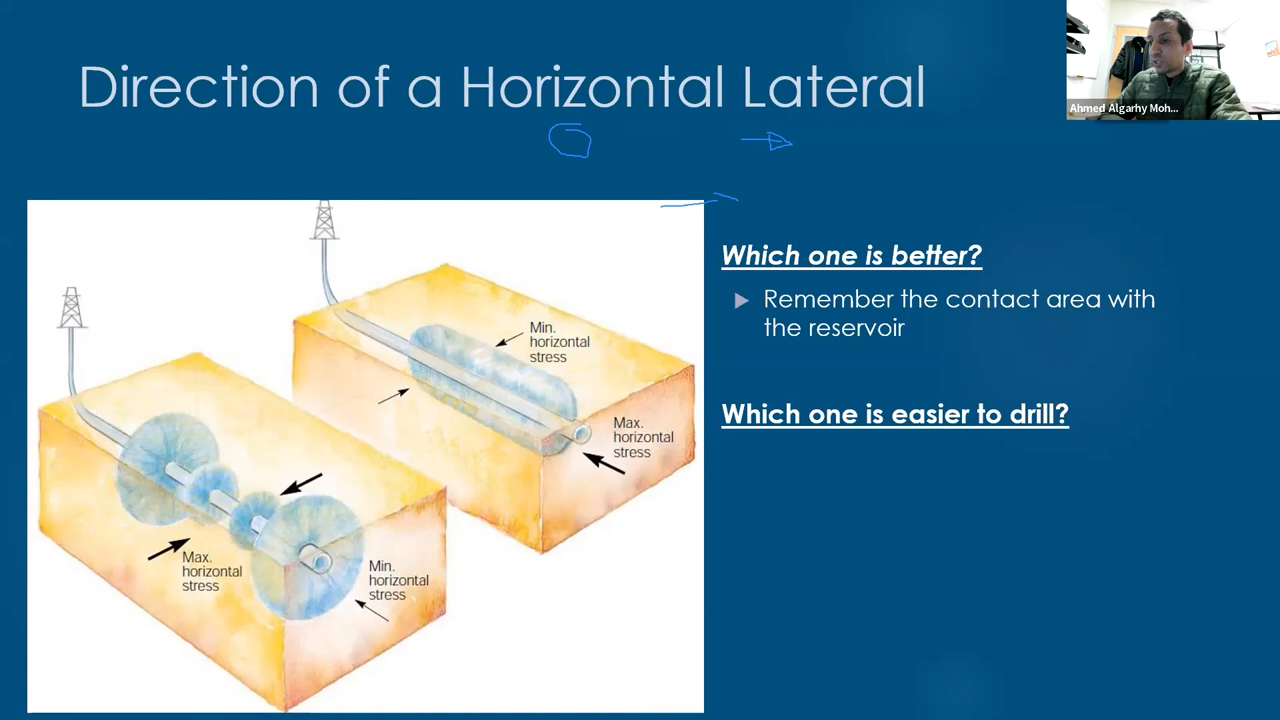 Direction of a Horizontal Lateral
Ahmed Algarhy Moh...
Min.
horizontal
stress
Max.
horizontal
stress
Max.
horizontal
stress
Min.
horizontal
stress
Which one is better?
Remember the contact area with
the reservoir
Which one is easier to drill?